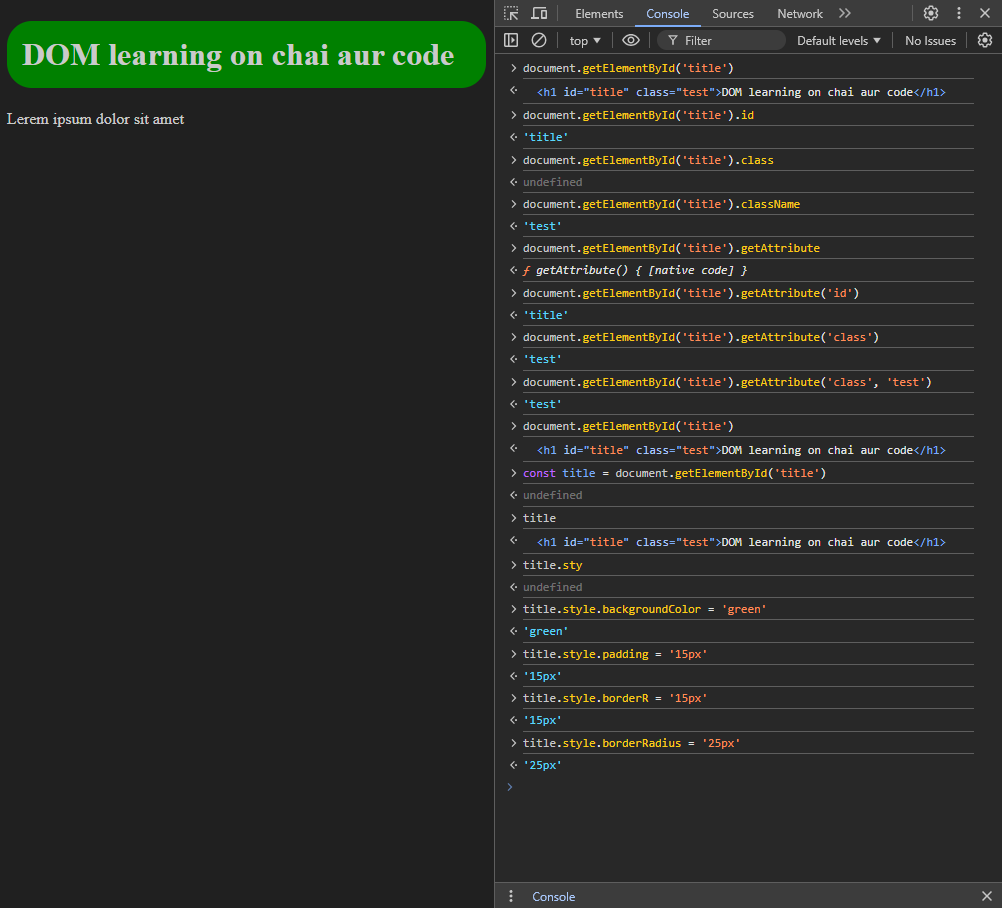 DOM learning on chai aur code
Lerem ipsum dolor sit amet
Elements Console Sources Network
top Filter Default levels No Issues
document.getElementById('title')
<h1 id="title" class="test">DOM learning on chai aur code</h1>
document.getElementById('title').id
'title'
document.getElementById('title').class
undefined
document.getElementById('title').className
'test'
document.getElementById('title').getAttribute
ƒ getAttribute() { [native code] }
document.getElementById('title').getAttribute('id')
'title'
document.getElementById('title').getAttribute('class')
'test'
document.getElementById('title').getAttribute('class', 'test')
'test'
document.getElementById('title')
<h1 id="title" class="test">DOM learning on chai aur code</h1>
const title = document.getElementById('title')
undefined
title
<h1 id="title" class="test">DOM learning on chai aur code</h1>
title.sty
undefined
title.style.backgroundColor = 'green'
'green'
title.style.padding = '15px'
'15px'
title.style.borderR = '15px'
'15px'
title.style.borderRadius = '25px'
'25px'
Console